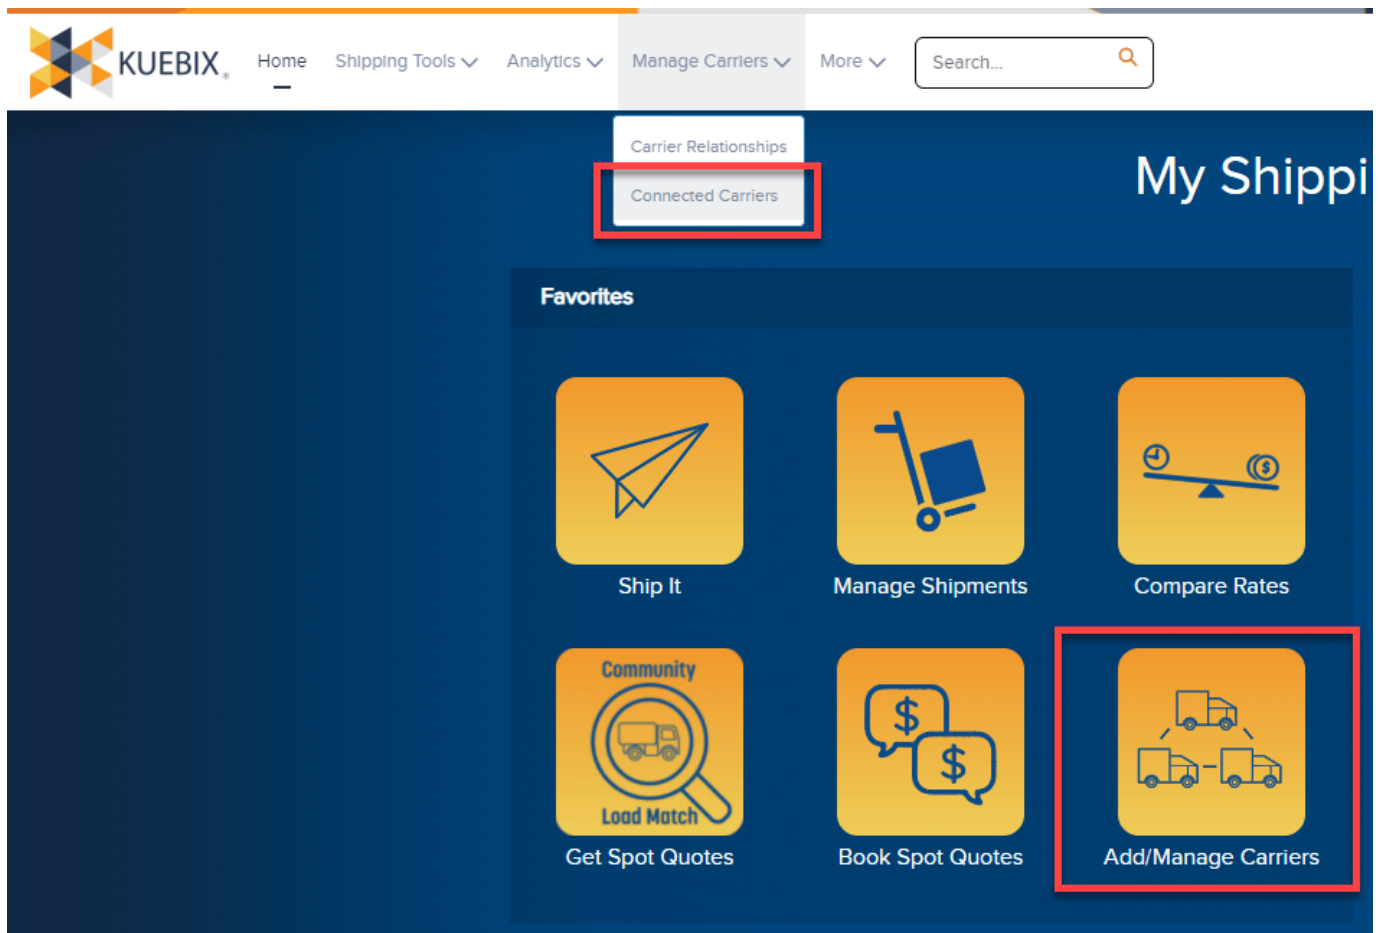 KUEBIX®
Home
Shipping Tools
Analytics
Manage Carriers
More
Search...
Carrier Relationships
Connected Carriers
My Shippi
Favorites
Ship It
Manage Shipments
$
Compare Rates
Community
Load Match
Get Spot Quotes
$
$
Book Spot Quotes
Add/Manage Carriers